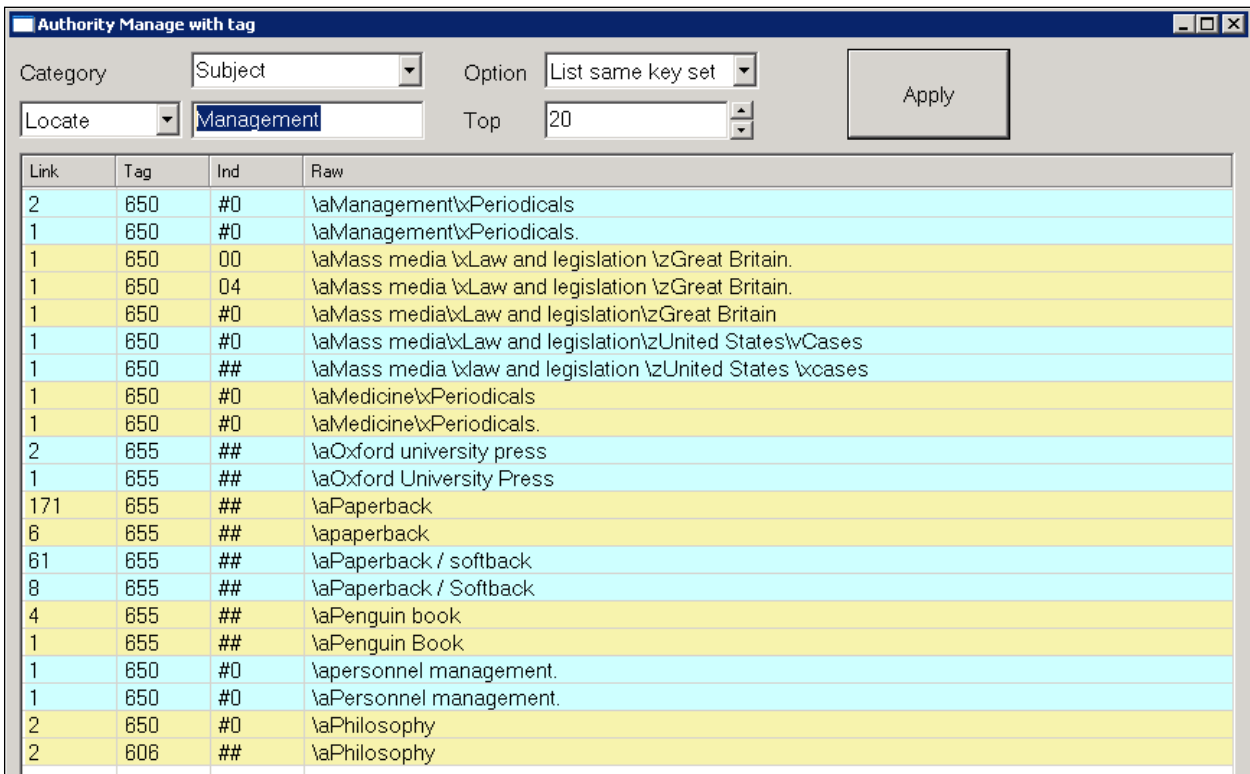 Authority Manage with tag
Category Subject Option List same key set Apply
Locate Management Top 20
Link Tag Ind Raw
2 650 #0 \aManagement\xPeriodicals
1 650 #0 \aManagement\xPeriodicals.
1 650 00 \aMass media \xLaw and legislation \zGreat Britain.
1 650 04 \aMass media \xLaw and legislation \zGreat Britain.
1 650 #0 \aMass media\xLaw and legislation\zGreat Britain
1 650 #0 \aMass media\xLaw and legislation\zUnited States\vCases
1 650 ## \aMass media \xlaw and legislation \zUnited States \xcases
1 650 #0 \aMedicine\xPeriodicals
1 650 #0 \aMedicine\xPeriodicals.
2 655 ## \aOxford university press
1 655 ## \aOxford University Press
171 655 ## \aPaperback
6 655 ## \apaperback
61 655 ## \aPaperback / softback
8 655 ## \aPaperback / Softback
4 655 ## \aPenguin book
1 655 ## \aPenguin Book
1 650 #0 \apersonnel management.
1 650 #0 \aPersonnel management.
2 650 #0 \aPhilosophy
2 606 ## \aPhilosophy